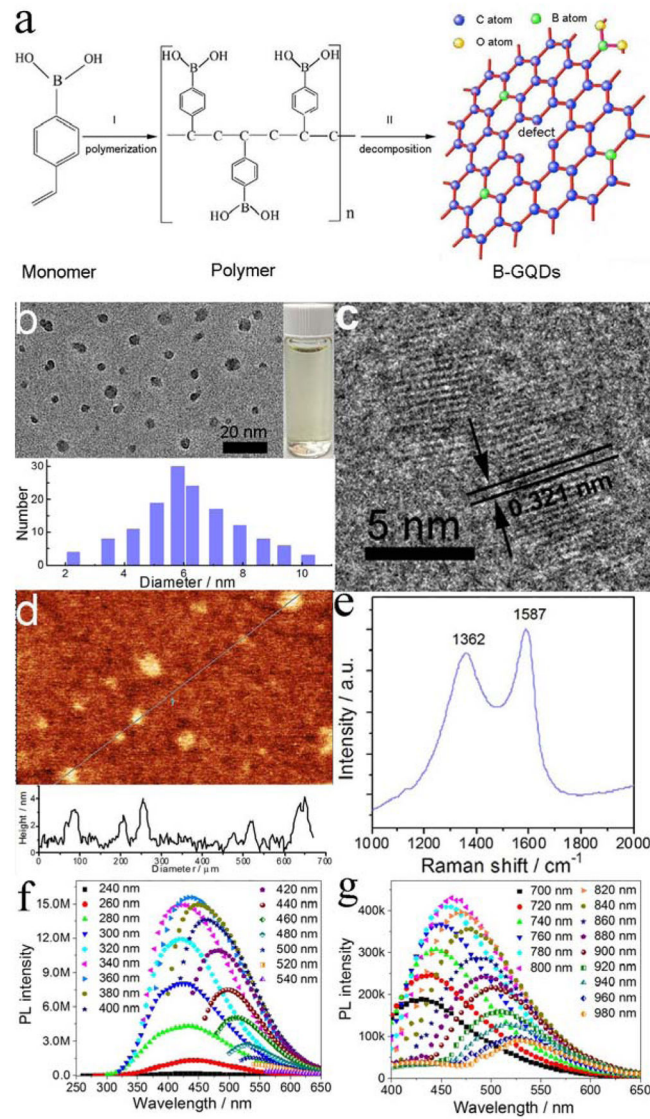 a
C atom B atom
O atom
OH OH
B
I
polymerization
HO OH HO OH
B B
C C C C C
B
HO OH
n
II
decomposition
defect
Monomer Polymer B-GQDs
b
20 nm
30
20
10
0
Number
2 4 6 8 10
Diameter / nm
c
0.321 nm
5 nm
d
Height / nm
4
2
0
0 100 200 300 400 500 600 700
Diameter / μm
e
1362
1587
Intensity / a.u.
1000 1200 1400 1600 1800 2000
Raman shift / cm-1
f
15.0M
12.0M
9.0M
6.0M
3.0M
0.0
PL intensity
240 nm
260 nm
280 nm
300 nm
320 nm
340 nm
360 nm
380 nm
400 nm
420 nm
440 nm
460 nm
480 nm
500 nm
520 nm
540 nm
250 300 350 400 450 500 550 600 650
Wavelength / nm
g
400k
300k
200k
100k
0
PL intensity
700 nm
720 nm
740 nm
760 nm
780 nm
800 nm
820 nm
840 nm
860 nm
880 nm
900 nm
920 nm
940 nm
960 nm
980 nm
400 450 500 550 600 650
Wavelength / nm